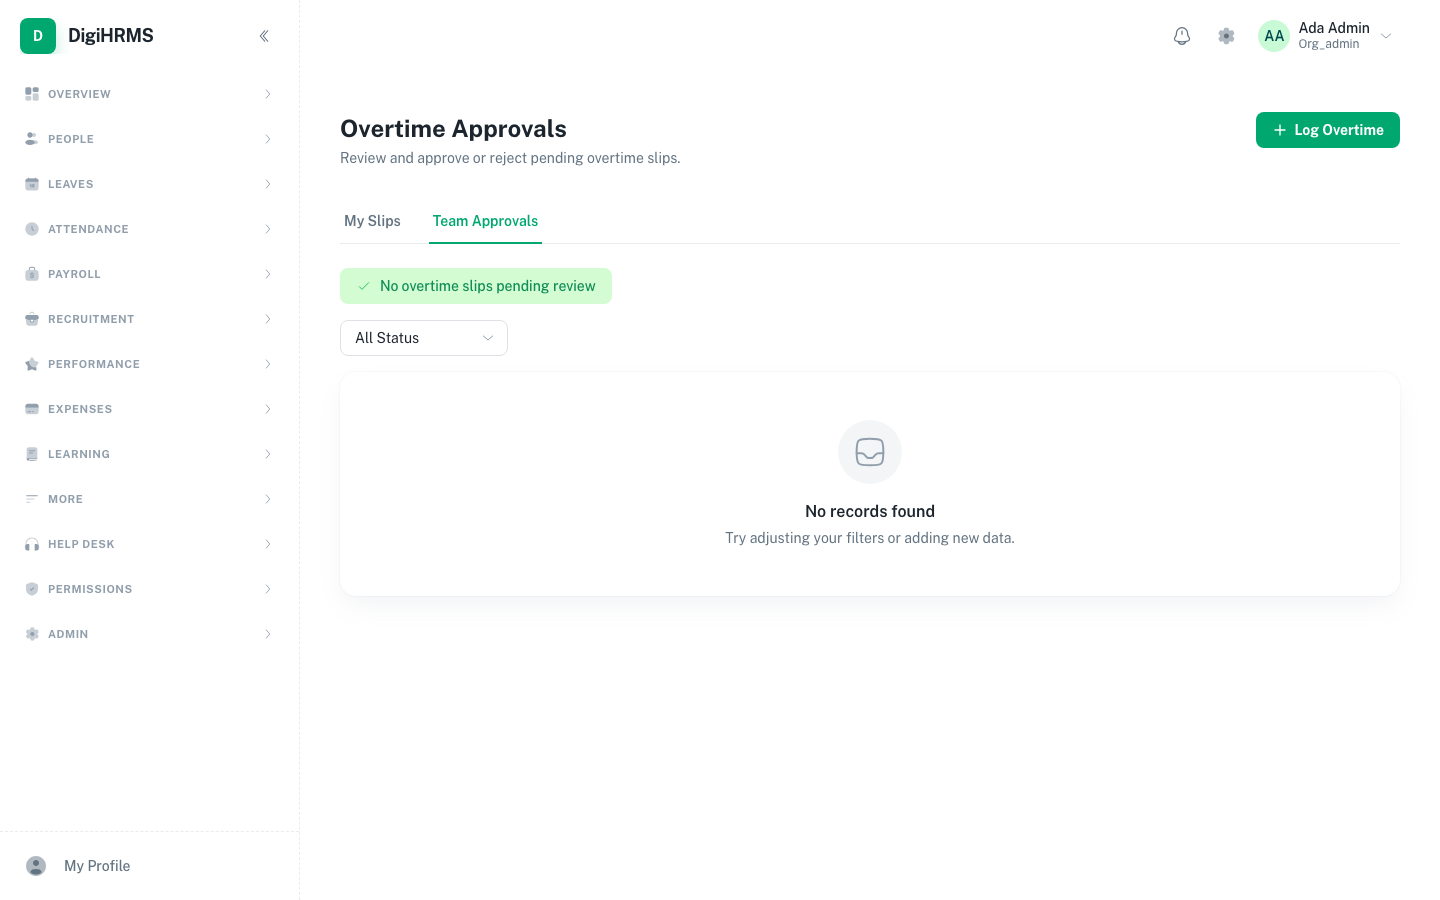 D
DigiHRMS
OVERVIEW
PEOPLE
LEAVES
ATTENDANCE
PAYROLL
RECRUITMENT
PERFORMANCE
EXPENSES
LEARNING
MORE
HELP DESK
PERMISSIONS
ADMIN
My Profile
AA
Ada Admin
Org_admin
Overtime Approvals
Review and approve or reject pending overtime slips.
Log Overtime
My Slips
Team Approvals
No overtime slips pending review
All Status
No records found
Try adjusting your filters or adding new data.